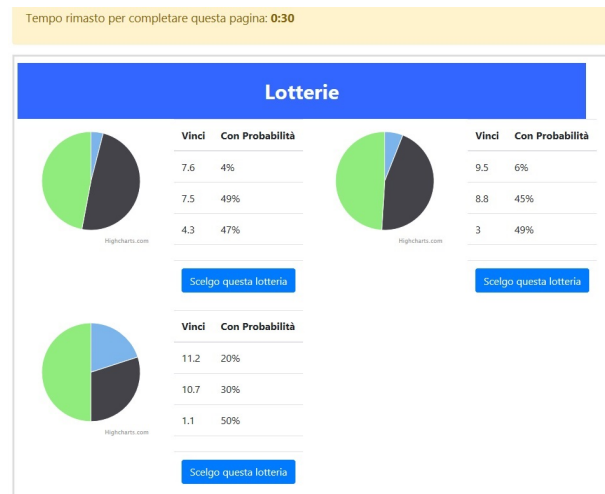 Tempo rimasto per completare questa pagina: 0:30
Lotterie
Vinci Con Probabilità
7.6 4%
7.5 49%
4.3 47%
Highcharts.com
Scelgo questa lotteria
Vinci Con Probabilità
9.5 6%
8.8 45%
3 49%
Highcharts.com
Scelgo questa lotteria
Vinci Con Probabilità
11.2 20%
10.7 30%
1.1 50%
Highcharts.com
Scelgo questa lotteria